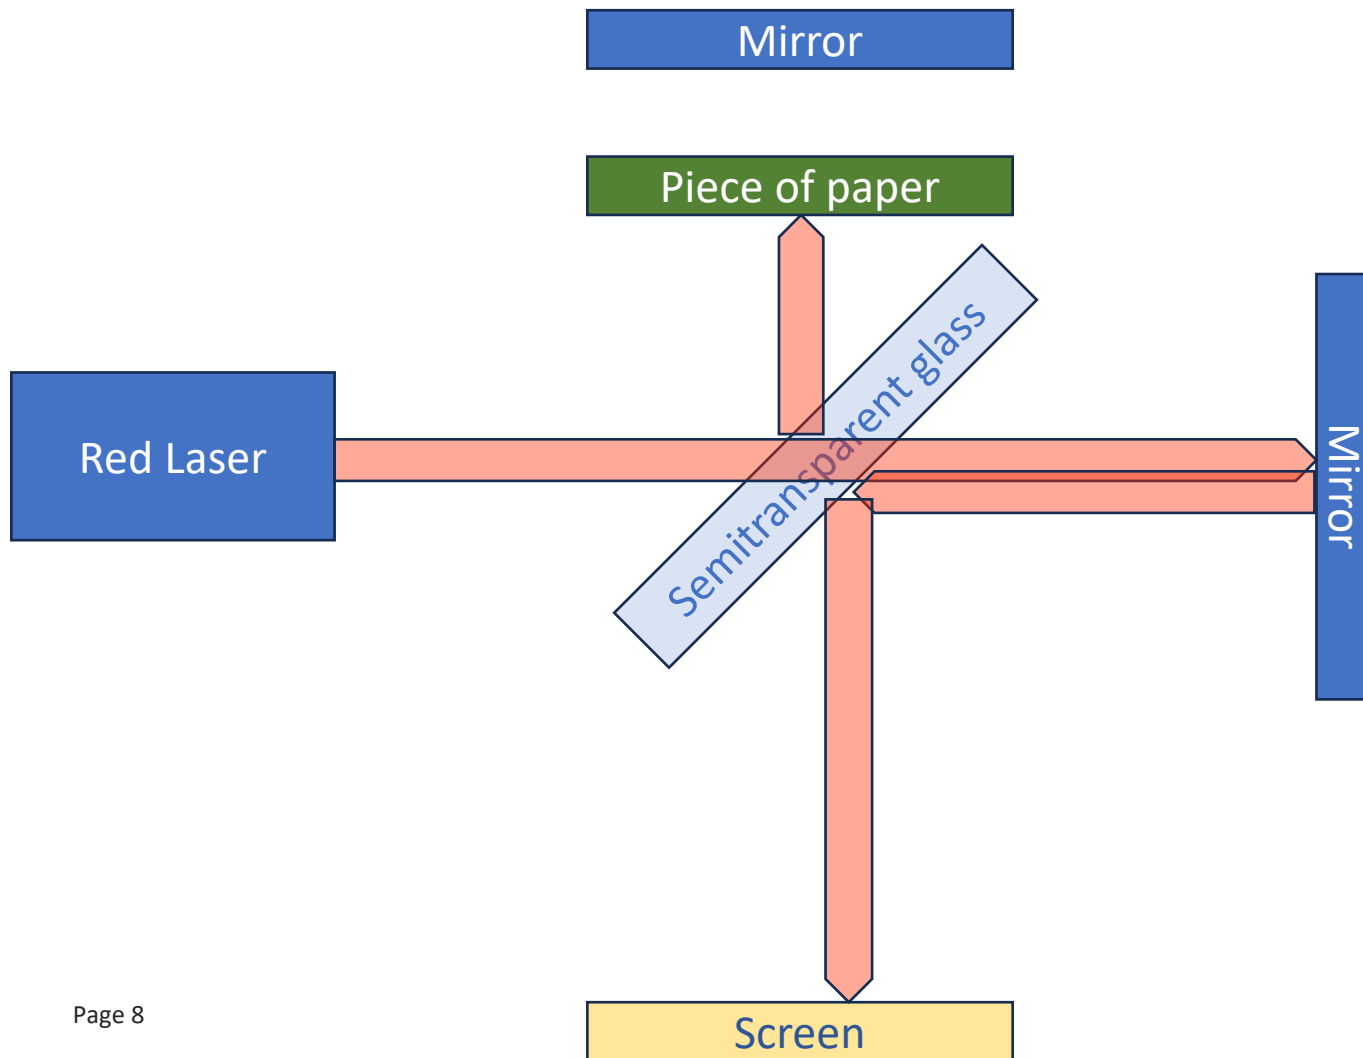 Mirror
Piece of paper
Semitransparent glass
Red Laser
Mirror
Page 8
Screen